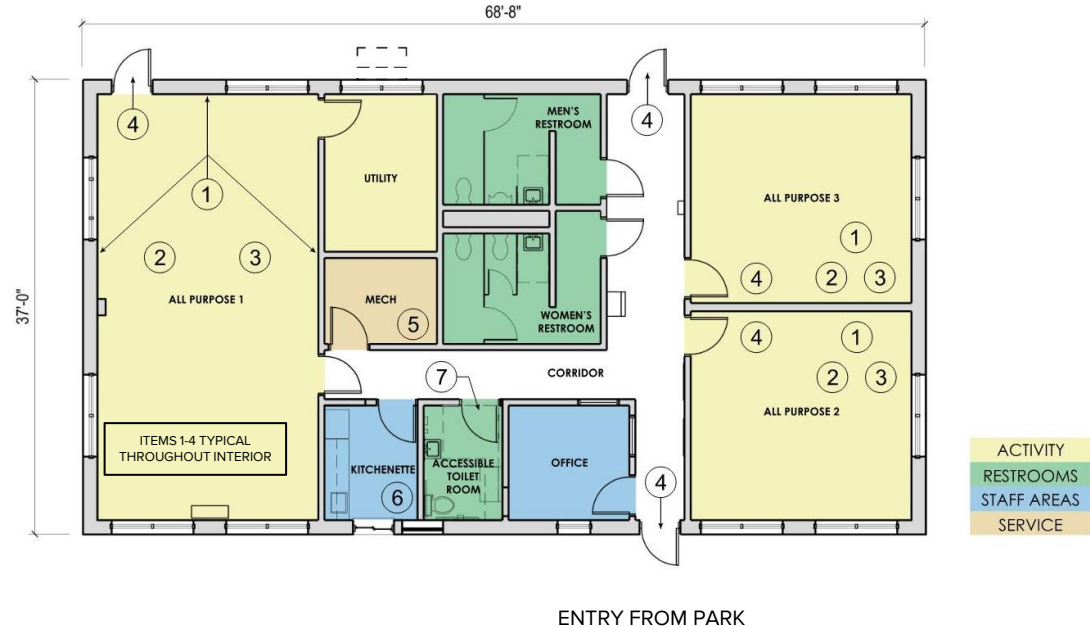 68'-8"
37'-0"
4
4
MEN'S
RESTROOM
1
UTILITY
ALL PURPOSE 3
1
2
3
4
2
3
ALL PURPOSE 1
MECH
5
WOMEN'S
RESTROOM
4
1
7
CORRIDOR
2
3
ALL PURPOSE 2
ITEMS 1-4 TYPICAL
THROUGHOUT INTERIOR
KITCHENETTE
6
ACCESSIBLE
TOILET
ROOM
OFFICE
4
ACTIVITY
RESTROOMS
STAFF AREAS
SERVICE
ENTRY FROM PARK